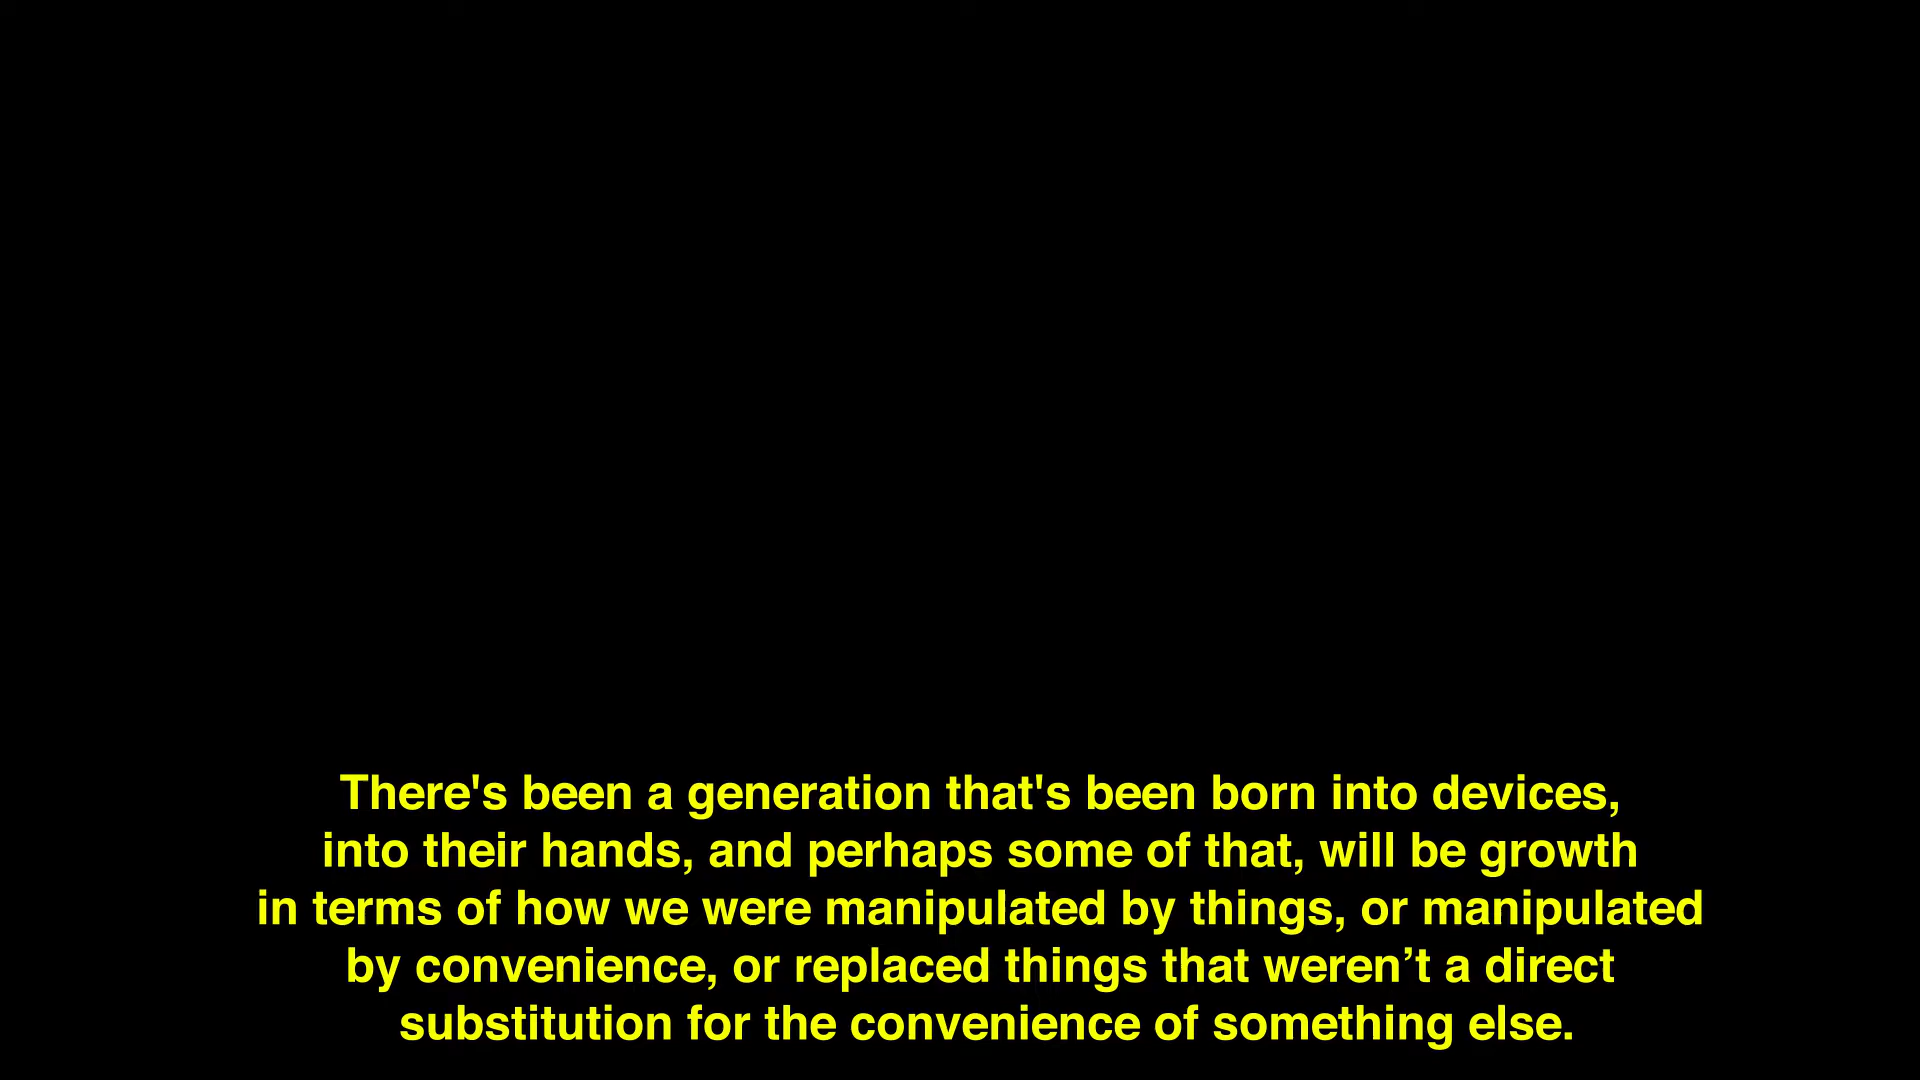 There's been a generation that's been born into devices,
into their hands, and perhaps some of that, will be growth
in terms of how we were manipulated by things, or manipulated
by convenience, or replaced things that weren’t a direct
substitution for the convenience of something else.